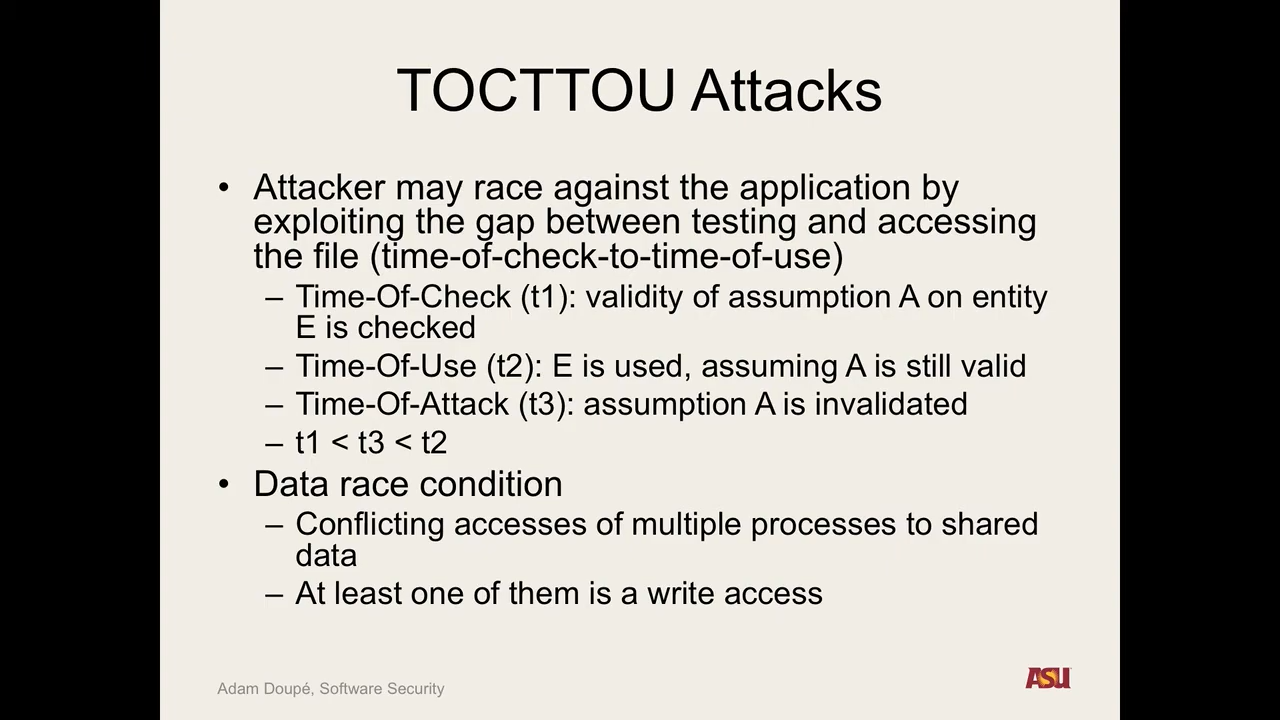 TOCTTOU Attacks
• Attacker may race against the application by
exploiting the gap between testing and accessing
the file (time-of-check-to-time-of-use)
– Time-Of-Check (t1): validity of assumption A on entity
E is checked
– Time-Of-Use (t2): E is used, assuming A is still valid
– Time-Of-Attack (t3): assumption A is invalidated
– t1 < t3 < t2
• Data race condition
– Conflicting accesses of multiple processes to shared
data
– At least one of them is a write access
Adam Doupé, Software Security
ASU